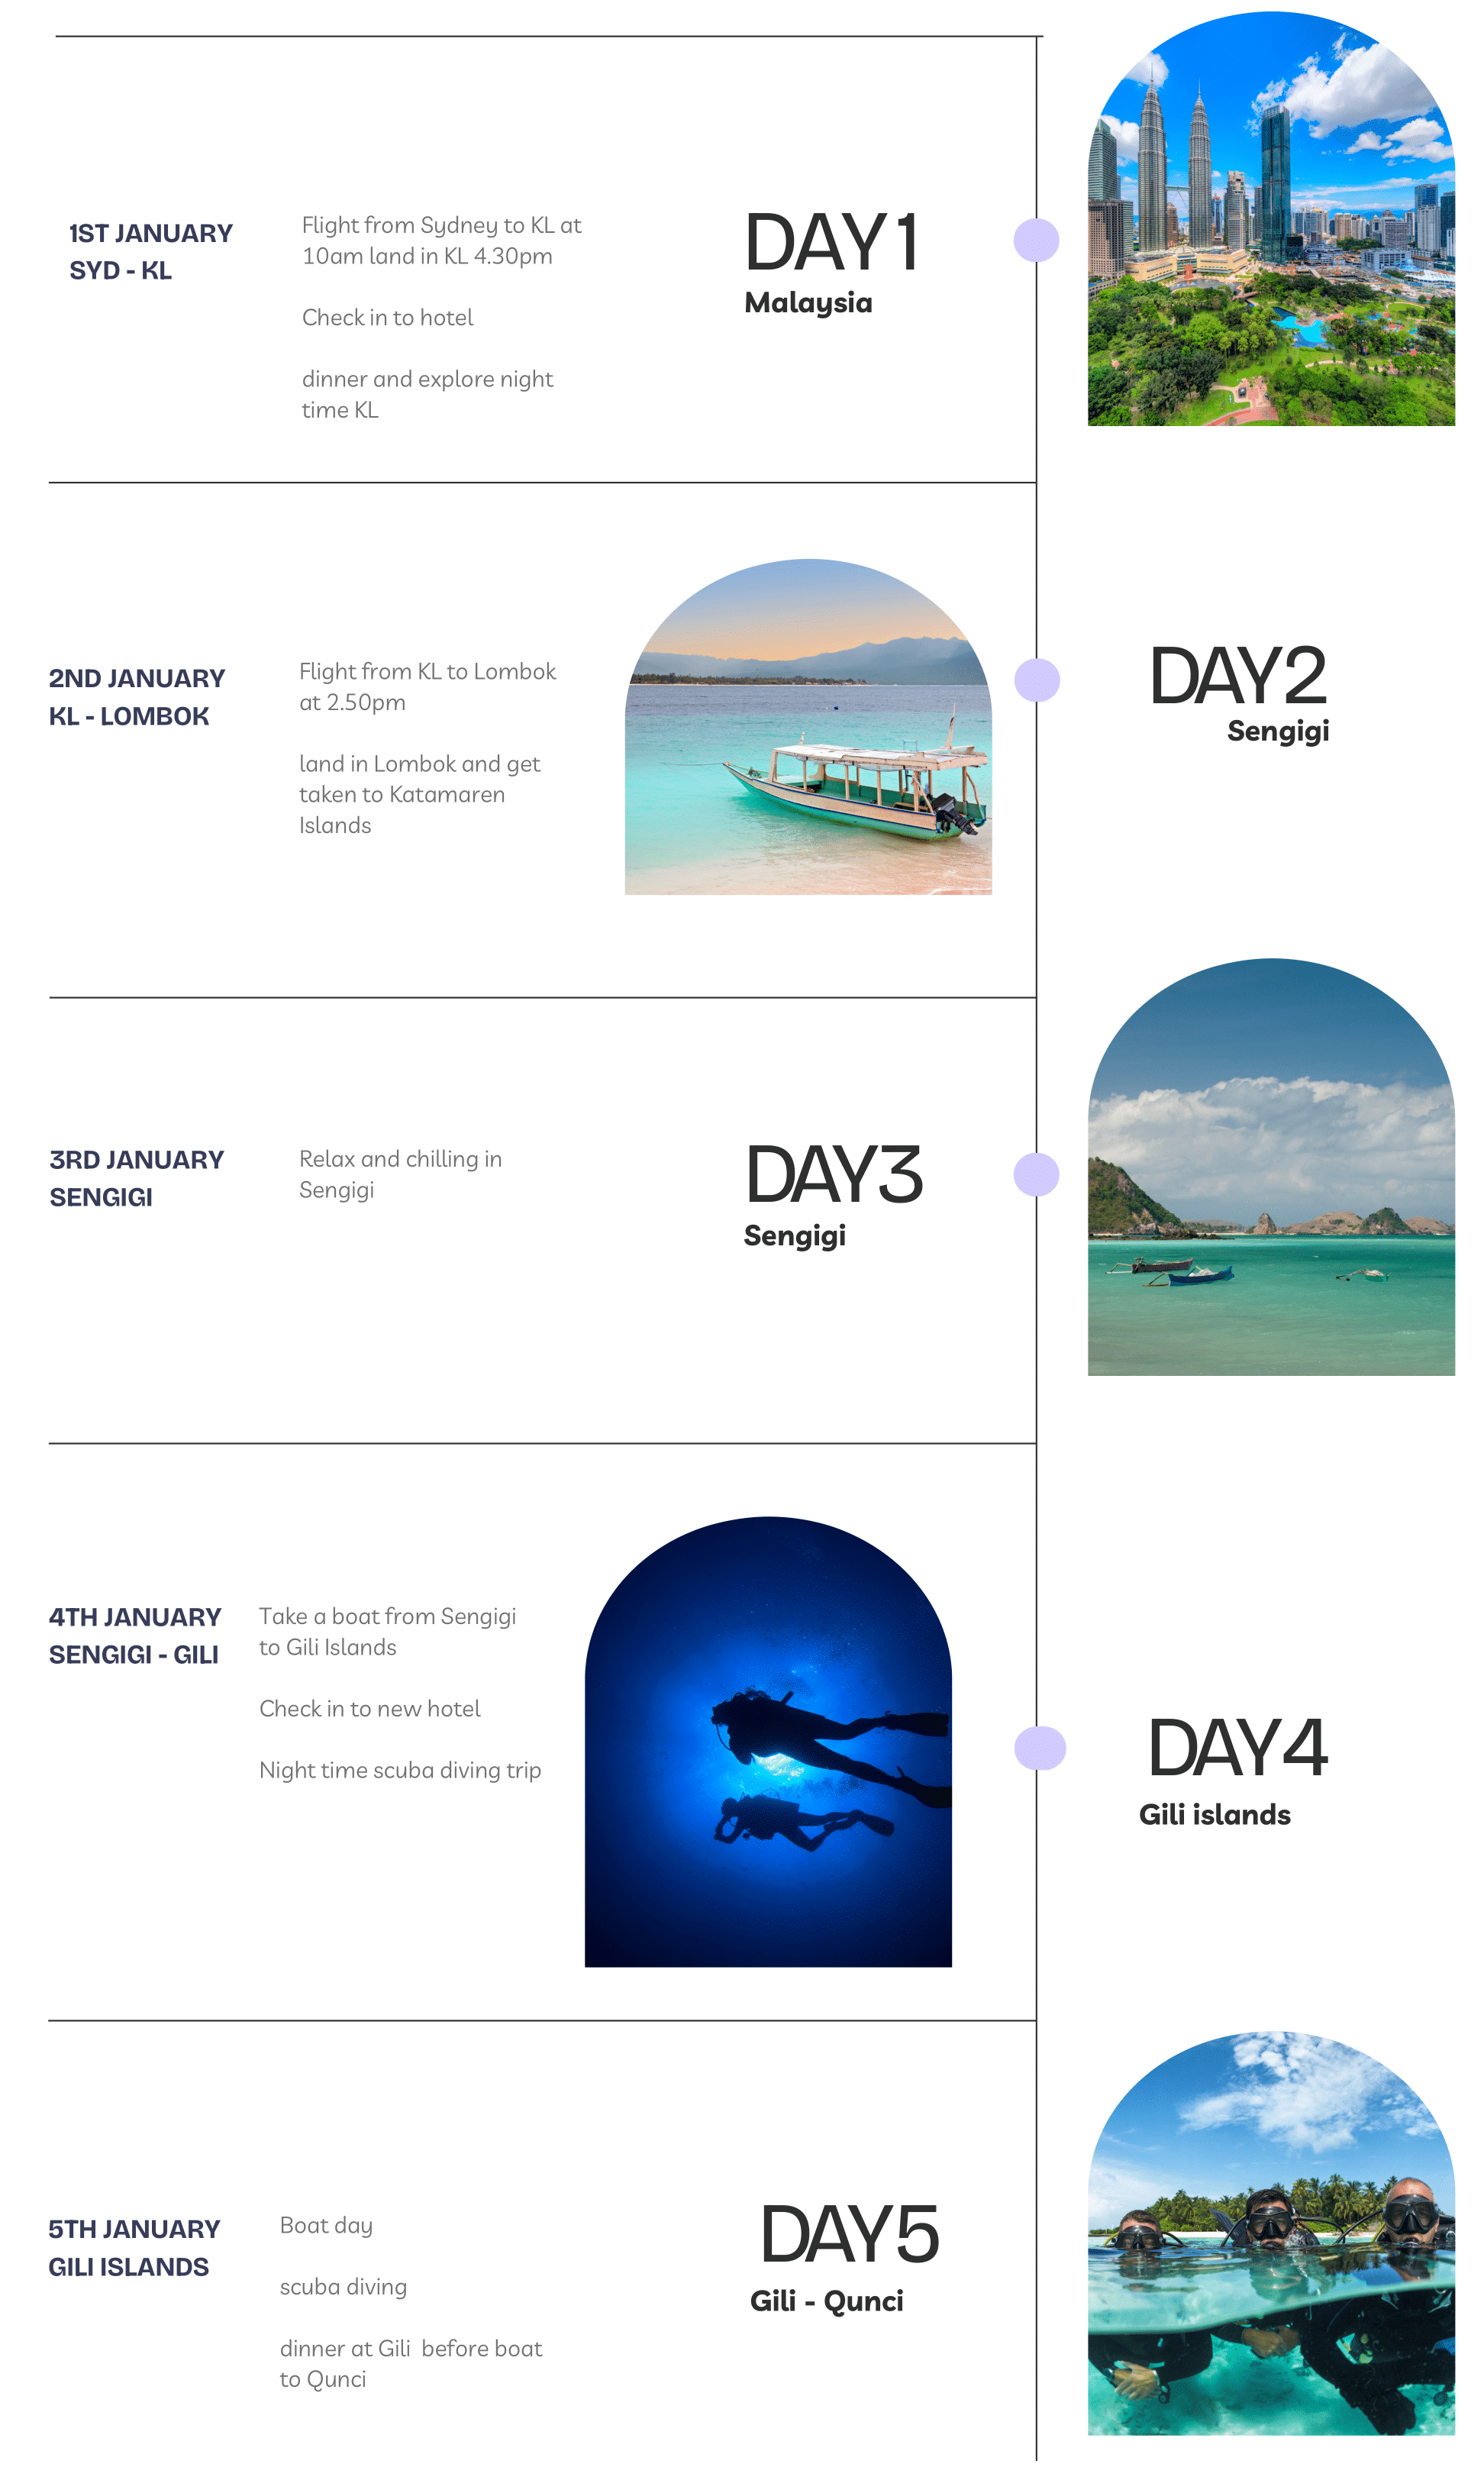 1ST JANUARY
SYD - KL
Flight from Sydney to KL at
10am land in KL 4.30pm
Check in to hotel
dinner and explore night
time KL
DAY1
Malaysia
2ND JANUARY
KL - LOMBOK
Flight from KL to Lombok
at 2.50pm
land in Lombok and get
taken to Katamaren
Islands
DAY2
Sengigi
3RD JANUARY
SENGIGI
Relax and chilling in
Sengigi
DAY3
Sengigi
4TH JANUARY
SENGIGI - GILI
Take a boat from Sengigi
to Gili Islands
Check in to new hotel
Night time scuba diving trip
DAY4
Gili islands
5TH JANUARY
GILI ISLANDS
Boat day
scuba diving
dinner at Gili  before boat
to Qunci
DAY5
Gili - Qunci